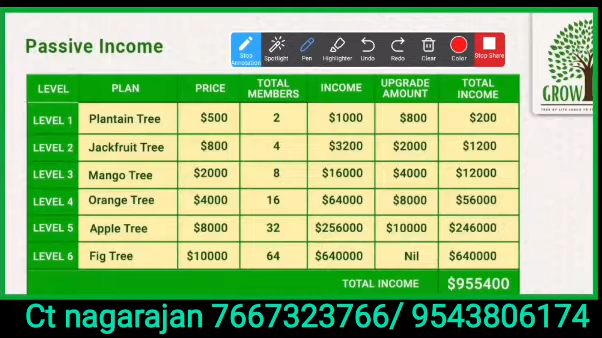 Passive Income
Stop Annotation Spotlight Pen Highlighter Undo Redo Clear Color Stop Share
GROW
LEVEL PLAN PRICE TOTAL MEMBERS INCOME UPGRADE AMOUNT TOTAL INCOME
LEVEL 1 Plantain Tree $500 2 $1000 $800 $200
LEVEL 2 Jackfruit Tree $800 4 $3200 $2000 $1200
LEVEL 3 Mango Tree $2000 8 $16000 $4000 $12000
LEVEL 4 Orange Tree $4000 16 $64000 $8000 $56000
LEVEL 5 Apple Tree $8000 32 $256000 $10000 $246000
LEVEL 6 Fig Tree $10000 64 $640000 Nil $640000
TOTAL INCOME $955400
Ct nagarajan 7667323766/ 9543806174